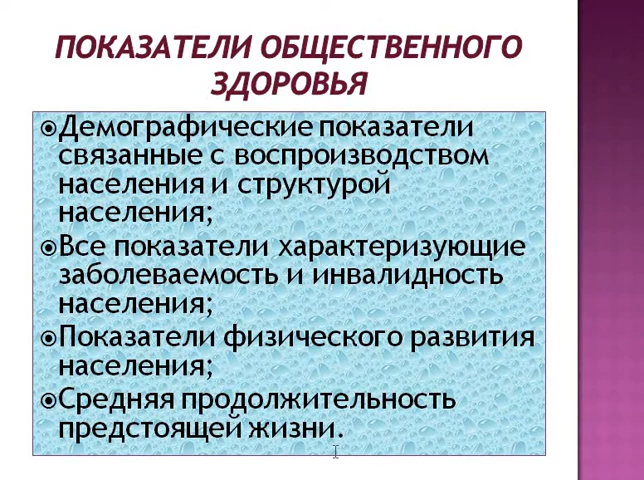 ПОКАЗАТЕЛИ ОБЩЕСТВЕННОГО
ЗДОРОВЬЯ
Демографические показатели
связанные с воспроизводством
населения и структурой
населения;
Все показатели характеризующие
заболеваемость и инвалидность
населения;
Показатели физического развития
населения;
Средняя продолжительность
предстоящей жизни.